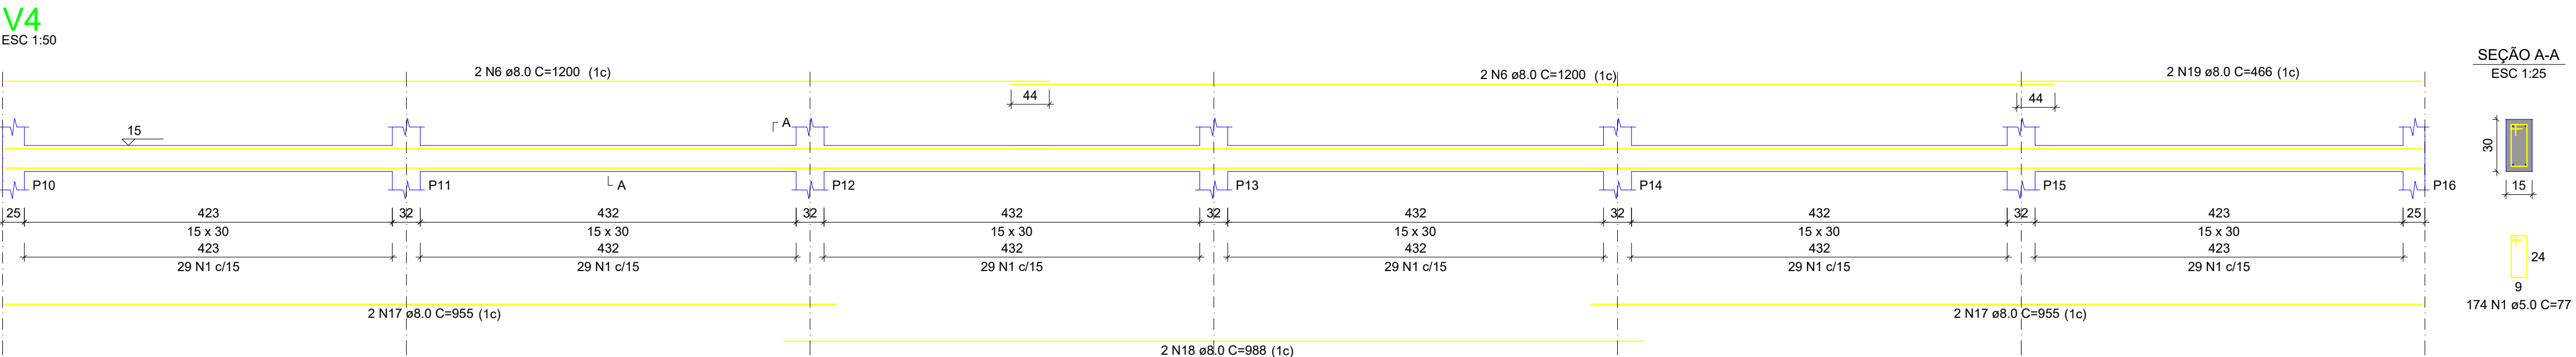 V4
ESC 1:50
2 N6 ø8.0 C=1200 (1c)
2 N6 ø8.0 C=1200 (1c)
2 N19 ø8.0 C=466 (1c)
SEÇÃO A-A
ESC 1:25
44
44
15
A
30
A
P10
P11
P12
P13
P14
P15
P16
15
25
423
32
432
32
432
32
432
32
432
32
423
25
15 x 30
15 x 30
15 x 30
15 x 30
15 x 30
15 x 30
423
432
432
432
432
423
29 N1 c/15
29 N1 c/15
29 N1 c/15
29 N1 c/15
29 N1 c/15
29 N1 c/15
24
9
174 N1 ø5.0 C=77
2 N17 ø8.0 C=955 (1c)
2 N17 ø8.0 C=955 (1c)
2 N18 ø8.0 C=988 (1c)